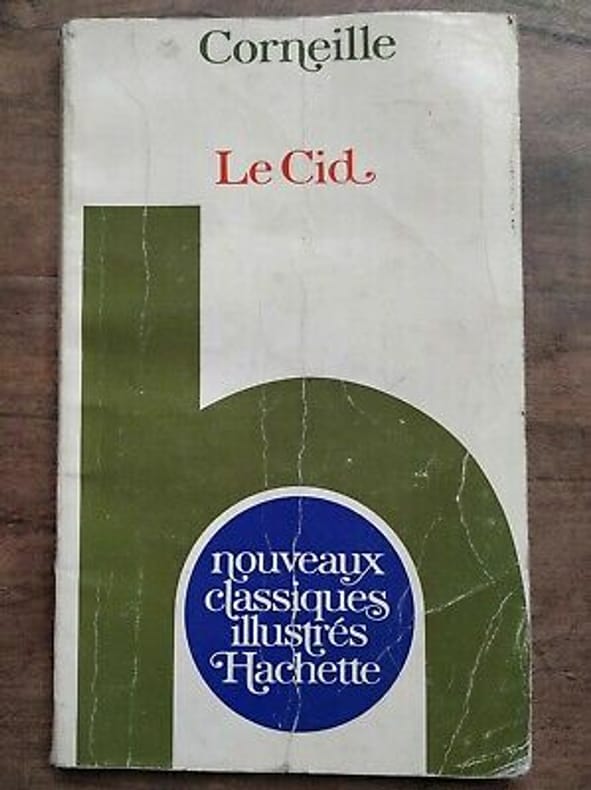 Corneille
Le Cid
h
nouveaux
classiques
illustrés
Hachette